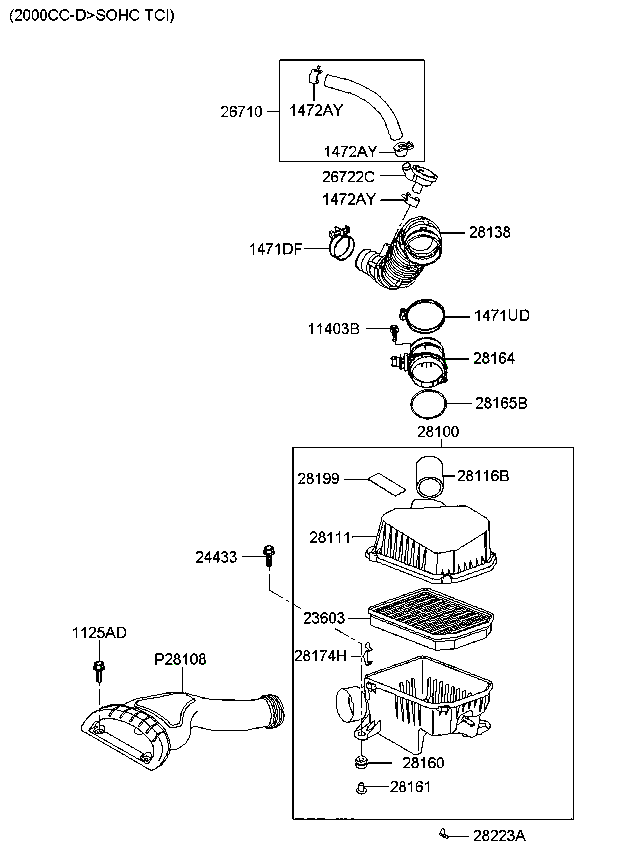 (2000CC-D>SOHC TCI)
1472AY
26710
1472AY
26722C
1472AY
28138
1471DF
1471UD
11403B
28164
28165B
28100
28199
28116B
28111
24433
23603
1125AD
28174H
P28108
28160
28161
28223A